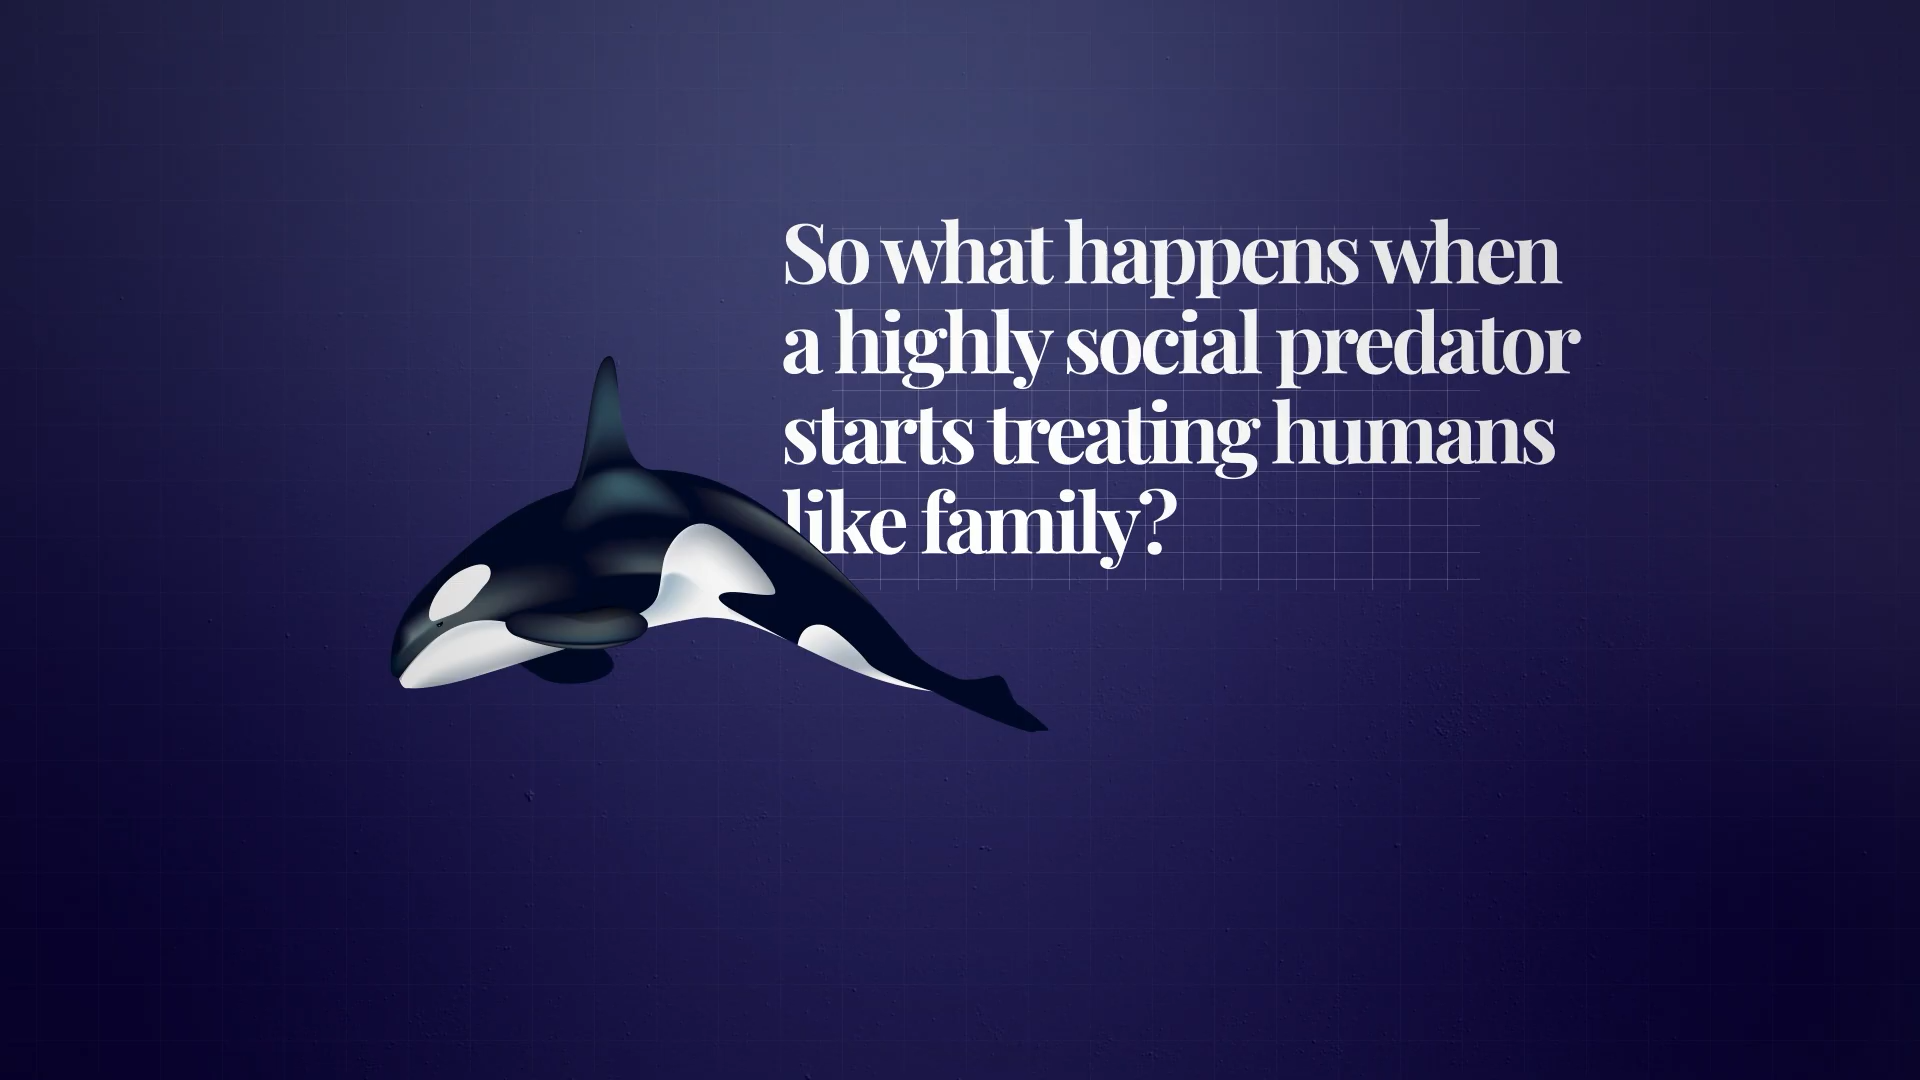 So what happens when
a highly social predator
starts treating humans
like family?